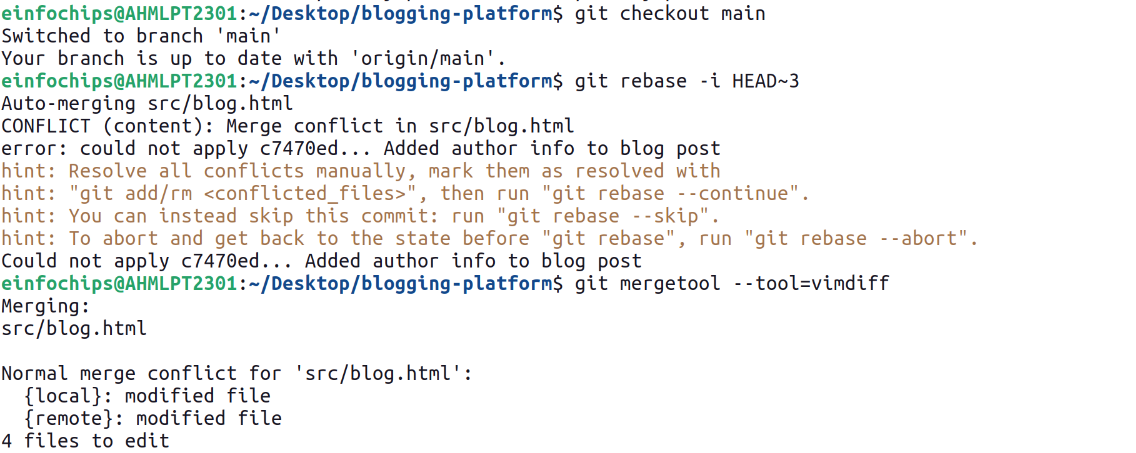 einfochips@AHMLPT2301:~/Desktop/blogging-platform$ git checkout main
Switched to branch 'main'
Your branch is up to date with 'origin/main'.
einfochips@AHMLPT2301:~/Desktop/blogging-platform$ git rebase -i HEAD~3
Auto-merging src/blog.html
CONFLICT (content): Merge conflict in src/blog.html
error: could not apply c7470ed... Added author info to blog post
hint: Resolve all conflicts manually, mark them as resolved with
hint: "git add/rm <conflicted_files>", then run "git rebase --continue".
hint: You can instead skip this commit: run "git rebase --skip".
hint: To abort and get back to the state before "git rebase", run "git rebase --abort".
Could not apply c7470ed... Added author info to blog post
einfochips@AHMLPT2301:~/Desktop/blogging-platform$ git mergetool --tool=vimdiff
Merging:
src/blog.html

Normal merge conflict for 'src/blog.html':
  {local}: modified file
  {remote}: modified file
4 files to edit